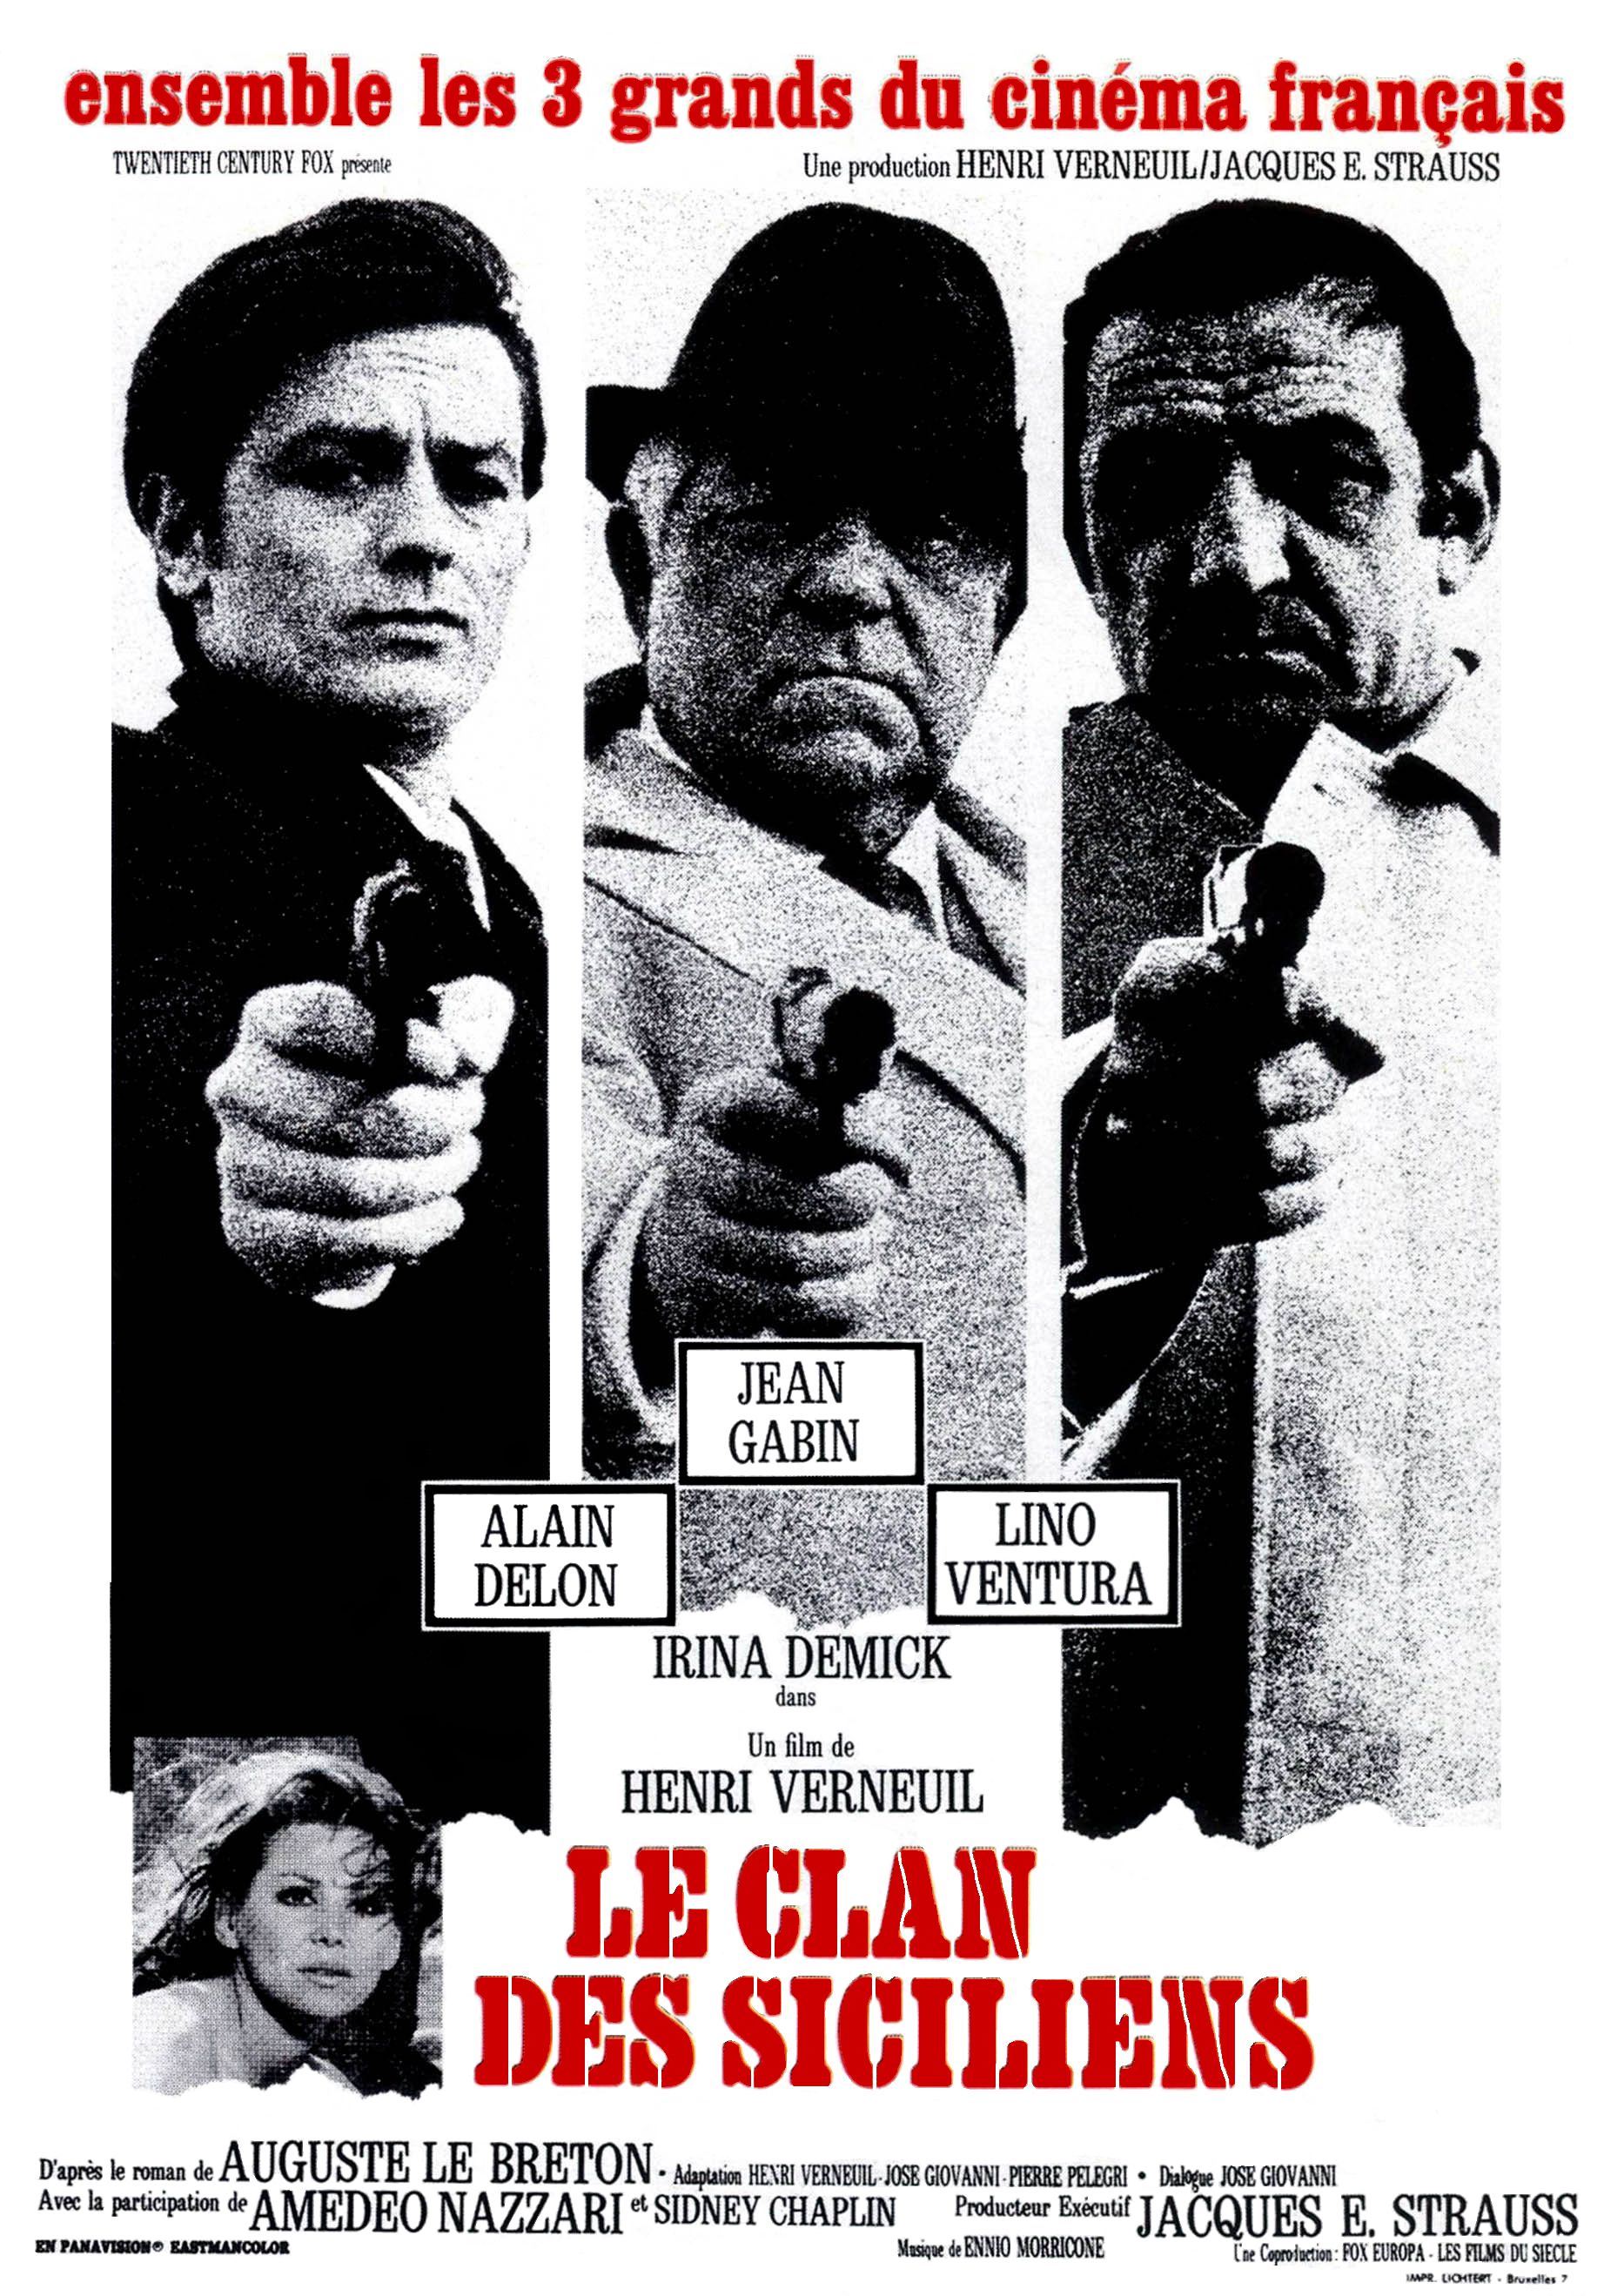 ensemble les 3 grands du cinéma français
TWENTIETH CENTURY FOX présente
Une production HENRI VERNEUIL/JACQUES E. STRAUSS
JEAN
GABIN
ALAIN
DELON
LINO
VENTURA
IRINA DEMICK
dans
Un film de
HENRI VERNEUIL
LE CLAN
DES SICILIENS
D'après le roman de AUGUSTE LE BRETON • Adaptation HENRI VERNEUIL - JOSE GIOVANNI - PIERRE PELEGRI • Dialogue JOSE GIOVANNI
Avec la participation de AMEDEO NAZZARI et SIDNEY CHAPLIN
Producteur Exécutif JACQUES E. STRAUSS
EN PANAVISION® EASTMANCOLOR
Musique de ENNIO MORRICONE
Une Coproduction : FOX EUROPA - LES FILMS DU SIECLE
IMPR. LICHTERT - Bruxelles 7